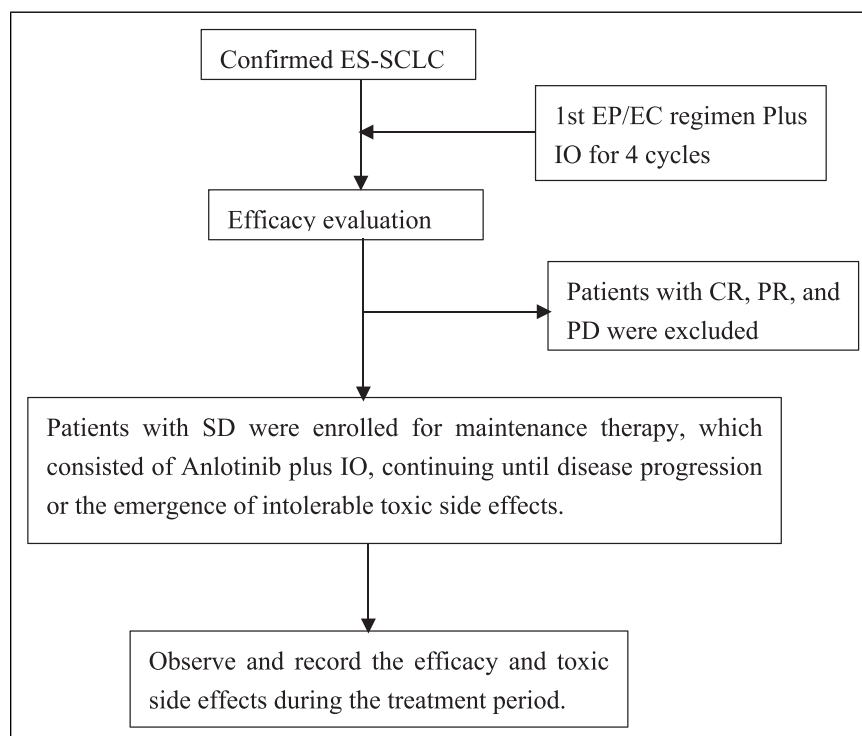 Confirmed ES-SCLC
1st EP/EC regimen Plus
IO for 4 cycles
Efficacy evaluation
Patients with CR, PR, and
PD were excluded
Patients with SD were enrolled for maintenance therapy, which
consisted of Anlotinib plus IO, continuing until disease progression
or the emergence of intolerable toxic side effects.
Observe and record the efficacy and toxic
side effects during the treatment period.